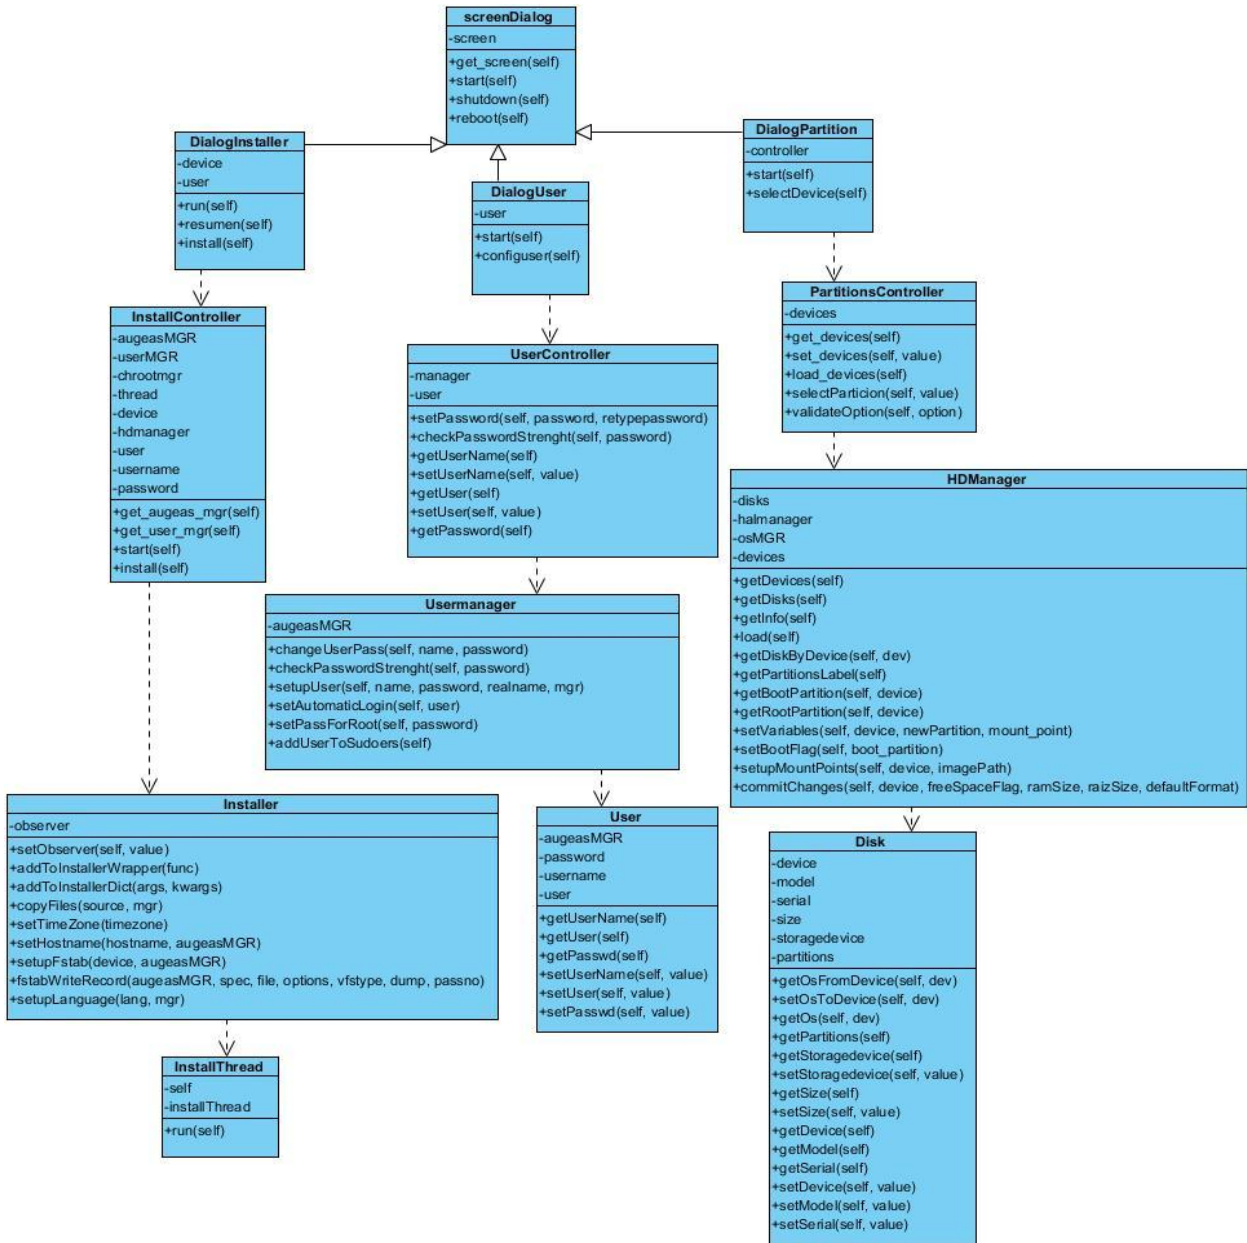 screenDialog
-screen
+get_screen(self)
+start(self)
+shutdown(self)
+reboot(self)
DialogInstaller
-device
-user
+run(self)
+resumen(self)
+install(self)
DialogUser
-user
+start(self)
+configuser(self)
DialogPartition
-controller
+start(self)
+selectDevice(self)
InstallController
-augeasMGR
-userMGR
-chrootmgr
-thread
-device
-hdmanager
-user
-username
-password
+get_augeas_mgr(self)
+get_user_mgr(self)
+start(self)
+install(self)
UserController
-manager
-user
+setPassword(self, password, retypepassword)
+checkPasswordStrenght(self, password)
+getUserName(self)
+setUserName(self, value)
+getUser(self)
+setUser(self, value)
+getPassword(self)
PartitionsController
-devices
+get_devices(self)
+set_devices(self, value)
+load_devices(self)
+selectParticion(self, value)
+validateOption(self, option)
HDManager
-disks
-halmanager
-osMGR
-devices
+getDevices(self)
+getDisks(self)
+getInfo(self)
+load(self)
+getDiskByDevice(self, dev)
+getPartitionsLabel(self)
+getBootPartition(self, device)
+getRootPartition(self, device)
+setVariables(self, device, newPartition, mount_point)
+setBootFlag(self, boot_partition)
+setupMountPoints(self, device, imagePath)
+commitChanges(self, device, freeSpaceFlag, ramSize, raizSize, defaultFormat)
Usermanager
-augeasMGR
+changeUserPass(self, name, password)
+checkPasswordStrenght(self, password)
+setupUser(self, name, password, realname, mgr)
+setAutomaticLogin(self, user)
+setPassForRoot(self, password)
+addUserToSudoers(self)
Installer
-observer
+setObserver(self, value)
+addToInstallerWrapper(func)
+addToInstallerDict(args, kwargs)
+copyFiles(source, mgr)
+setTimeZone(timezone)
+setHostname(hostname, augeasMGR)
+setupFstab(device, augeasMGR)
+fstabWriteRecord(augeasMGR, spec, file, options, vfstype, dump, passno)
+setupLanguage(lang, mgr)
User
-augeasMGR
-password
-username
-user
+getUserName(self)
+getUser(self)
+getPasswd(self)
+setUserName(self, value)
+setUser(self, value)
+setPasswd(self, value)
Disk
-device
-model
-serial
-size
-storagedevice
-partitions
+getOsFromDevice(self, dev)
+setOsToDevice(self, dev)
+getOs(self, dev)
+getPartitions(self)
+getStoragedevice(self)
+setStoragedevice(self, value)
+getSize(self)
+setSize(self, value)
+getDevice(self)
+getModel(self)
+getSerial(self)
+setDevice(self, value)
+setModel(self, value)
+setSerial(self, value)
InstallThread
-self
-installThread
+run(self)